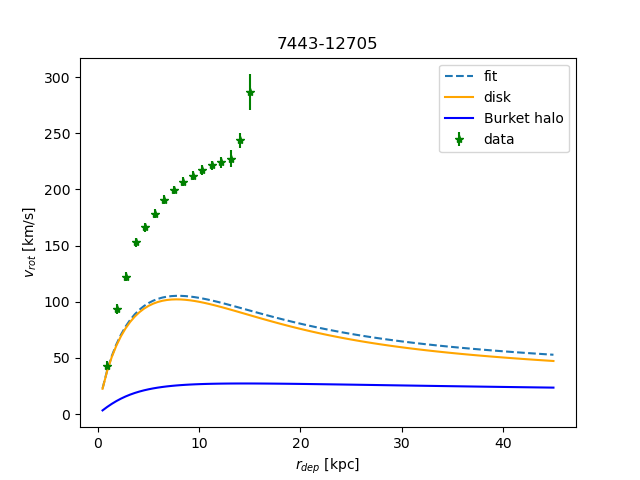 7443-12705
300
250
200
150
100
50
0
v_rot [km/s]
fit
disk
Burket halo
data
0 10 20 30 40
r_dep [kpc]